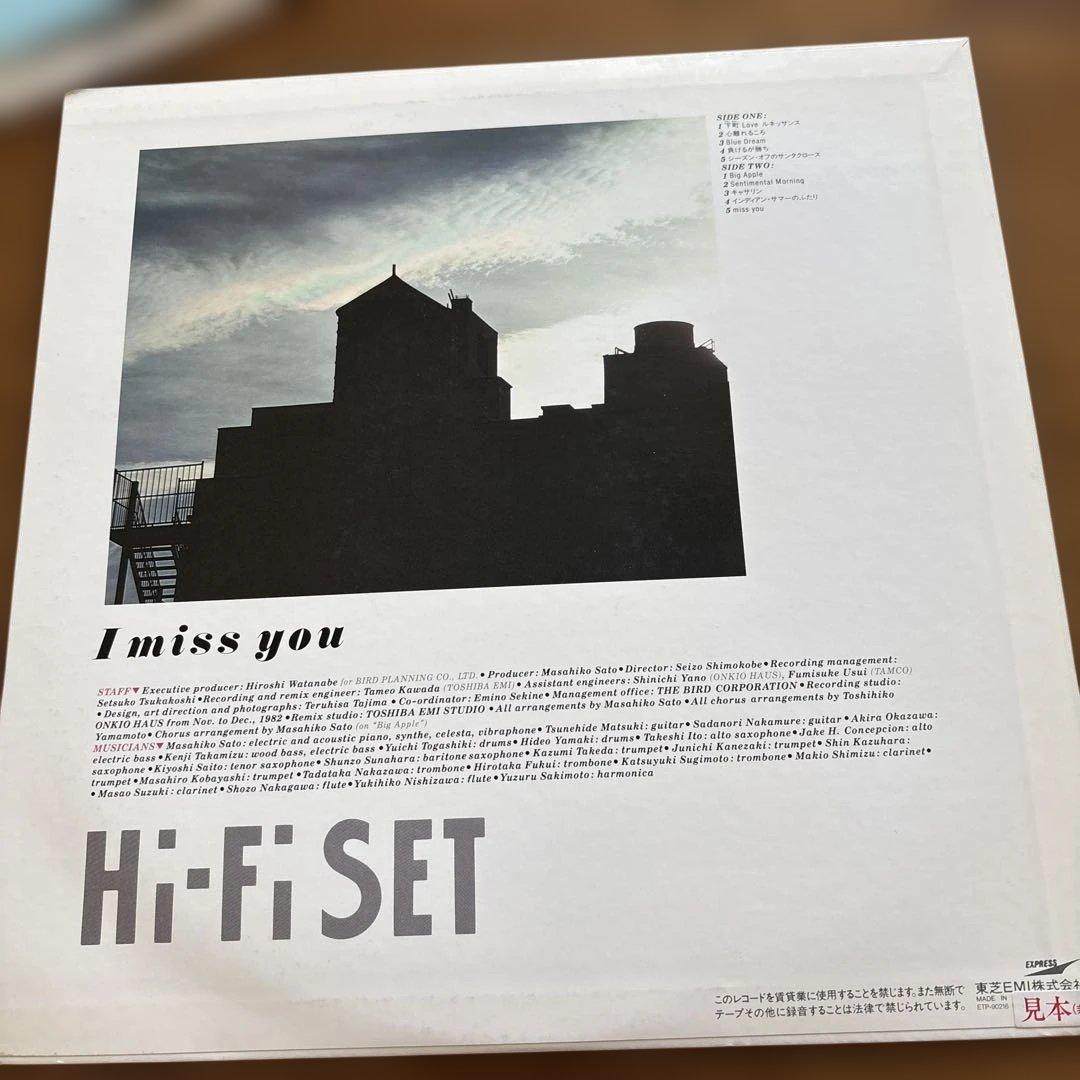 SIDE ONE:
1 下町 Love ルネッサンス
2 心離れるころ
3 Blue Dream
4 負けるが勝ち
5 シーズン・オフのサンタクロース
SIDE TWO:
1 Big Apple
2 Sentimental Morning
3 キャサリン
4 インディアン・サマーのふたり
5 miss you
I miss you
STAFF▼Executive producer: Hiroshi Watanabe for BIRD PLANNING CO., LTD.●Producer: Masahiko Sato●Director: Seizo Shimokobe●Recording management:
Setsuko Tsukakoshi●Recording and remix engineer: Tameo Kawada (TOSHIBA EMI)●Assistant engineers: Shinichi Yano (ONKIO HAUS), Fumisuke Usui (TAMCO)
●Design, art direction and photographs: Teruhisa Tajima●Co-ordinator: Emino Sekine●Management office: THE BIRD CORPORATION●Recording studio:
ONKIO HAUS from Nov. to Dec., 1982●Remix studio: TOSHIBA EMI STUDIO●All arrangements by Masahiko Sato●All chorus arrangements by Toshihiko
Yamamoto●Chorus arrangement by Masahiko Sato (on "Big Apple")
MUSICIANS▼Masahiko Sato: electric and acoustic piano, synthe, celesta, vibraphone●Tsunehide Matsuki: guitar●Sadanori Nakamure: guitar●Akira Okazawa:
electric bass●Kenji Takamizu: wood bass, electric bass●Yuichi Togashiki: drums●Hideo Yamaki: drums●Takeshi Ito: alto saxophone●Jake H. Concepcion: alto
saxophone●Kiyoshi Saito: tenor saxophone●Shunzo Sunahara: baritone saxophone●Kazumi Takeda: trumpet●Junichi Kanezaki: trumpet●Shin Kazuhara:
trumpet●Masahiro Kobayashi: trumpet●Tadataka Nakazawa: trombone●Hirotaka Fukui: trombone●Katsuyuki Sugimoto: trombone●Makio Shimizu: clarinet●
●Masao Suzuki: clarinet●Shozo Nakagawa: flute●Yukihiko Nishizawa: flute●Yuzuru Sakimoto: harmonica
Hi-Fi SET
EXPRESS
このレコードを賃貸業に使用することを禁じます。また無断で
テープその他に録音することは法律で禁じられています。
東芝EMI株式会社
MADE IN
ETP-90216
見本